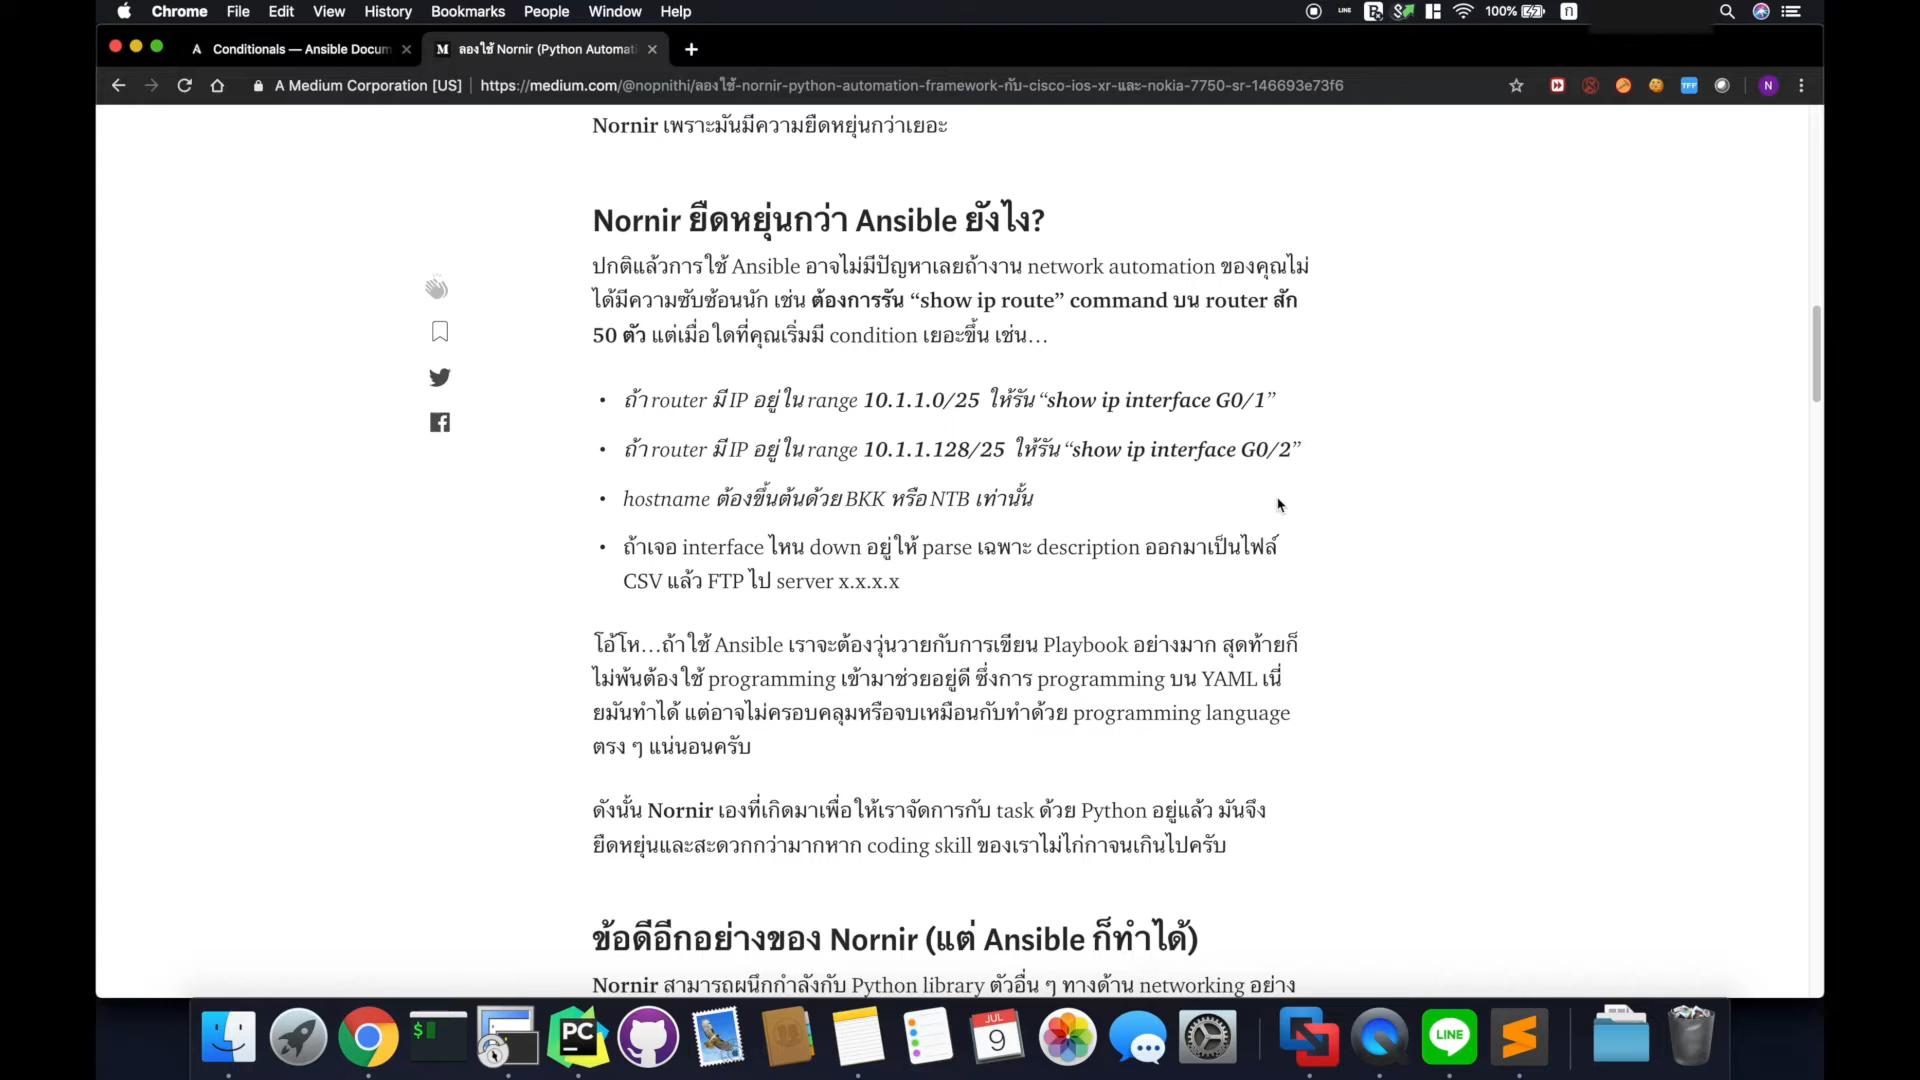 Chrome File Edit View History Bookmarks People Window Help
LINE 100% ก
Conditionals — Ansible Docum
ลองใช้ Nornir (Python Automati
A Medium Corporation [US] https://medium.com/@nopnithi/ลองใช้-nornir-python-automation-framework-กับ-cisco-ios-xr-และ-nokia-7750-sr-146693e73f6
TFF N
Nornir เพราะมันมีความยืดหยุ่นกว่าเยอะ
Nornir ยืดหยุ่นกว่า Ansible ยังไง?
ปกติแล้วการใช้ Ansible อาจไม่มีปัญหาเลยถ้างาน network automation ของคุณไม่
ได้มีความซับซ้อนนัก เช่น ต้องการรัน “show ip route” command บน router สัก
50 ตัว แต่เมื่อใดที่คุณเริ่มมี condition เยอะขึ้น เช่น…
• ถ้า router มี IP อยู่ใน range 10.1.1.0/25 ให้รัน “show ip interface G0/1”
• ถ้า router มี IP อยู่ใน range 10.1.1.128/25 ให้รัน “show ip interface G0/2”
• hostname ต้องขึ้นต้นด้วย BKK หรือ NTB เท่านั้น
• ถ้าเจอ interface ไหน down อยู่ให้ parse เฉพาะ description ออกมาเป็นไฟล์
CSV แล้ว FTP ไป server x.x.x.x
โอ้โห…ถ้าใช้ Ansible เราจะต้องวุ่นวายกับการเขียน Playbook อย่างมาก สุดท้ายก็
ไม่พ้นต้องใช้ programming เข้ามาช่วยอยู่ดี ซึ่งการ programming บน YAML เนี่
ยมันทำได้ แต่อาจไม่ครอบคลุมหรือจบเหมือนกับทำด้วย programming language
ตรง ๆ แน่นอนครับ
ดังนั้น Nornir เองที่เกิดมาเพื่อให้เราจัดการกับ task ด้วย Python อยู่แล้ว มันจึง
ยืดหยุ่นและสะดวกกว่ามากหาก coding skill ของเราไม่ไก่กาจนเกินไปครับ
ข้อดีอีกอย่างของ Nornir (แต่ Ansible ก็ทำได้)
Nornir สามารถผนึกกำลังกับ Python library ตัวอื่น ๆ ทางด้าน networking อย่าง
PC
JUL
9
LINE